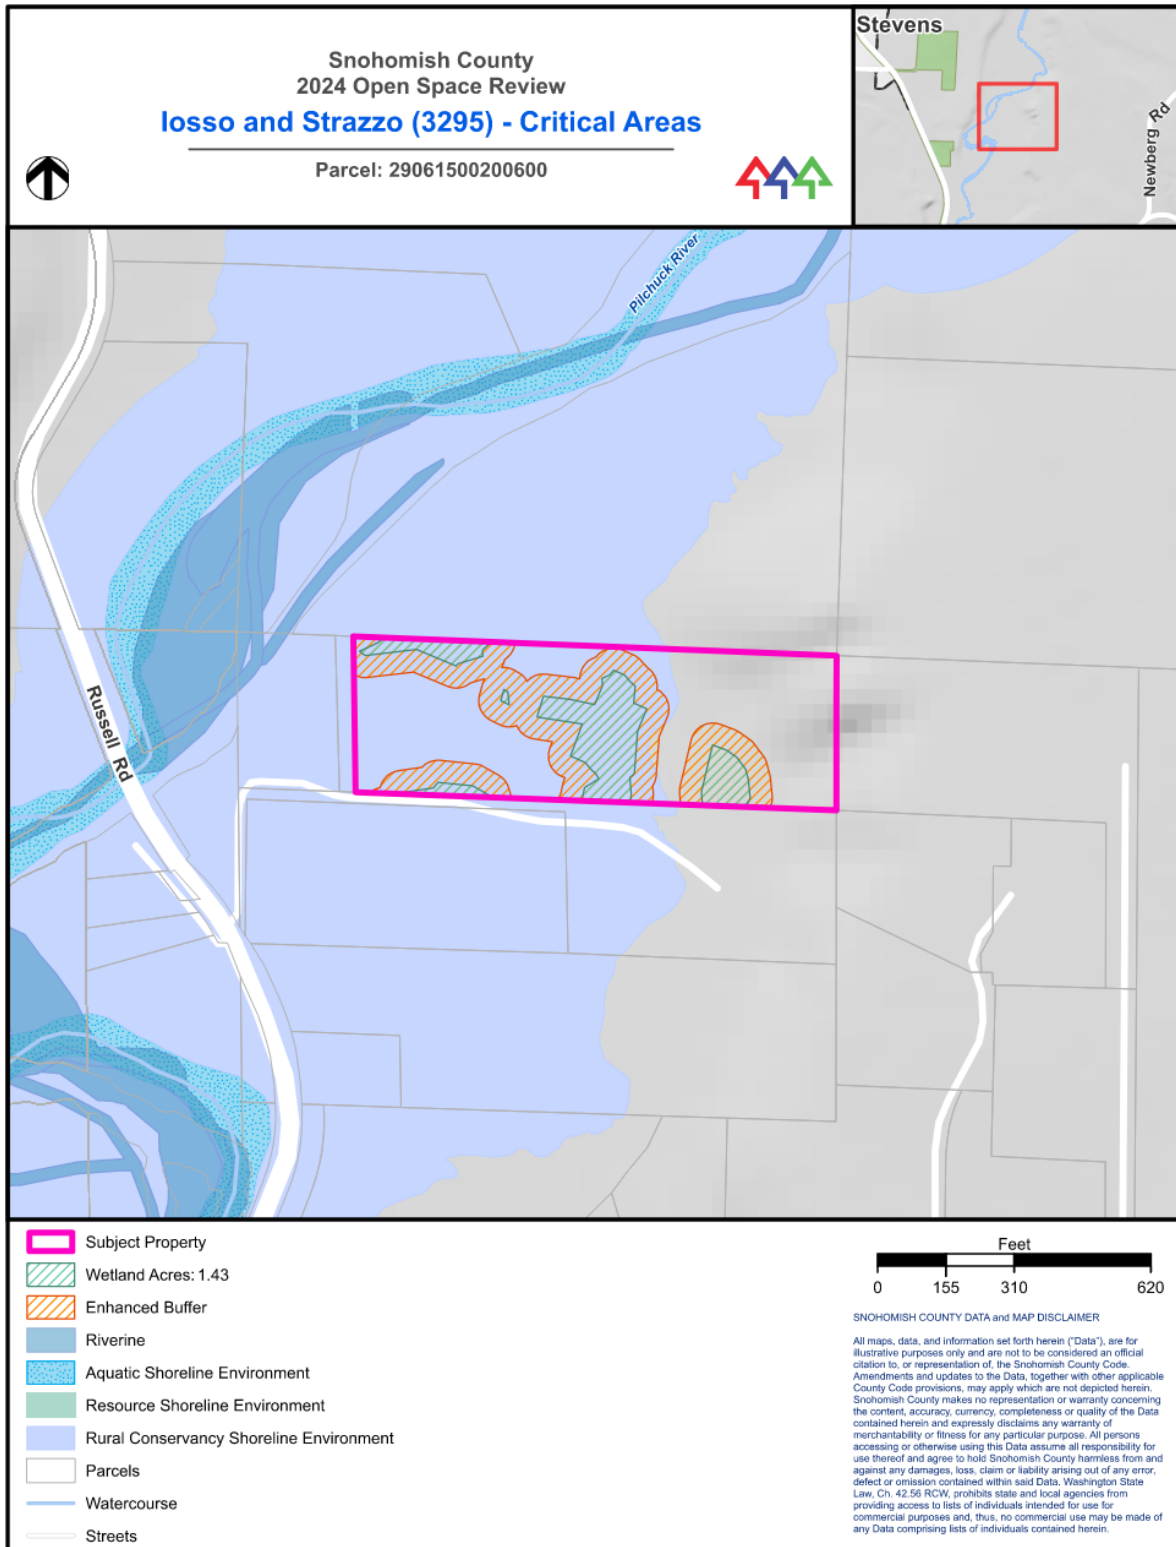 Snohomish County
2024 Open Space Review
Iosso and Strazzo (3295) - Critical Areas
Parcel: 29061500200600
Stevens
Newberg Rd
Pilchuck River
Russell Rd
Subject Property
Wetland Acres: 1.43
Enhanced Buffer
Riverine
Aquatic Shoreline Environment
Resource Shoreline Environment
Rural Conservancy Shoreline Environment
Parcels
Watercourse
Streets
Feet
0 155 310 620
SNOHOMISH COUNTY DATA and MAP DISCLAIMER
All maps, data, and information set forth herein ("Data"), are for
illustrative purposes only and are not to be considered an official
citation to, or representation of, the Snohomish County Code.
Amendments and updates to the Data, together with other applicable
County Code provisions, may apply which are not depicted herein.
Snohomish County makes no representation or warranty concerning
the content, accuracy, currency, completeness or quality of the Data
contained herein and expressly disclaims any warranty of
merchantability or fitness for any particular purpose. All persons
accessing or otherwise using this Data assume all responsibility for
use thereof and agree to hold Snohomish County harmless from and
against any damages, loss, claim or liability arising out of any error,
defect or omission contained within said Data. Washington State
Law, Ch. 42.56 RCW, prohibits state and local agencies from
providing access to lists of individuals intended for use for
commercial purposes and, thus, no commercial use may be made of
any Data comprising lists of individuals contained herein.